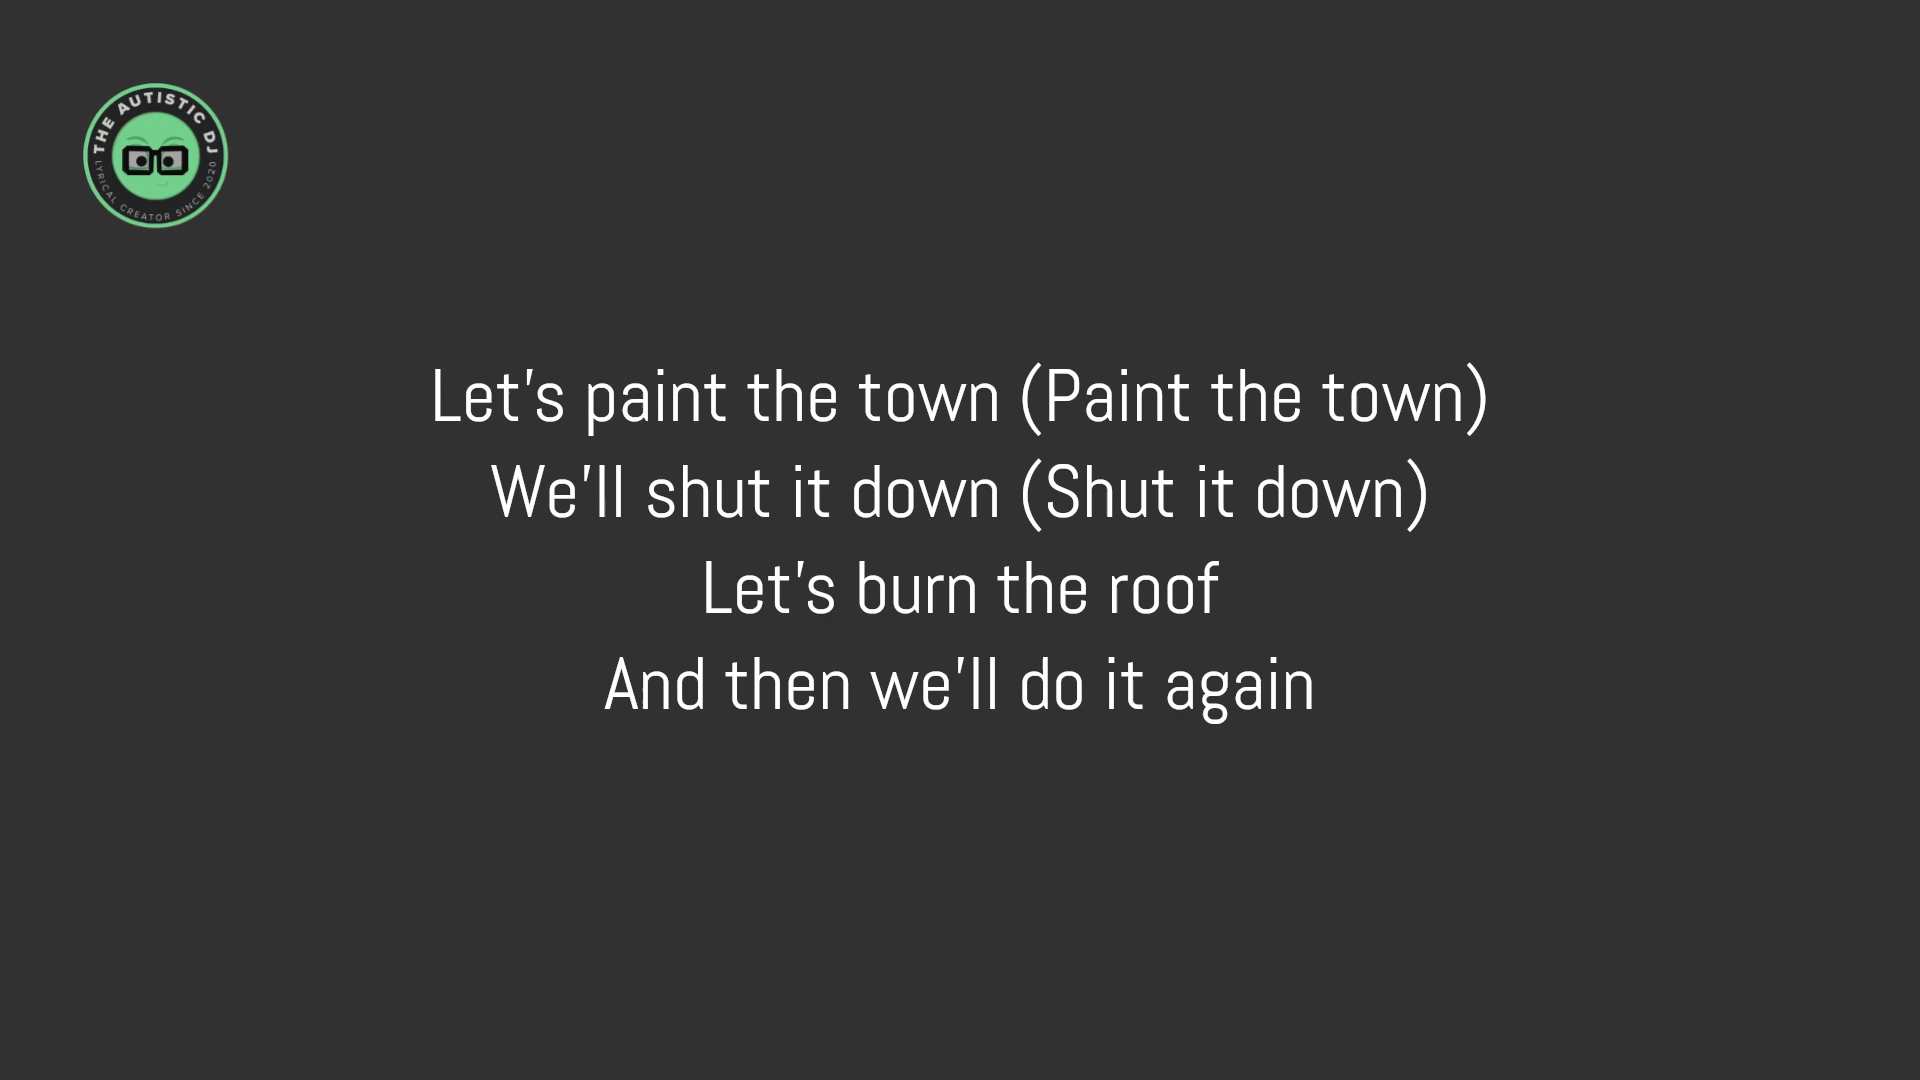 THE AUTISTIC DJ
LYRICAL CREATOR SINCE 2020
Let's paint the town (Paint the town)
We'll shut it down (Shut it down)
Let's burn the roof
And then we'll do it again